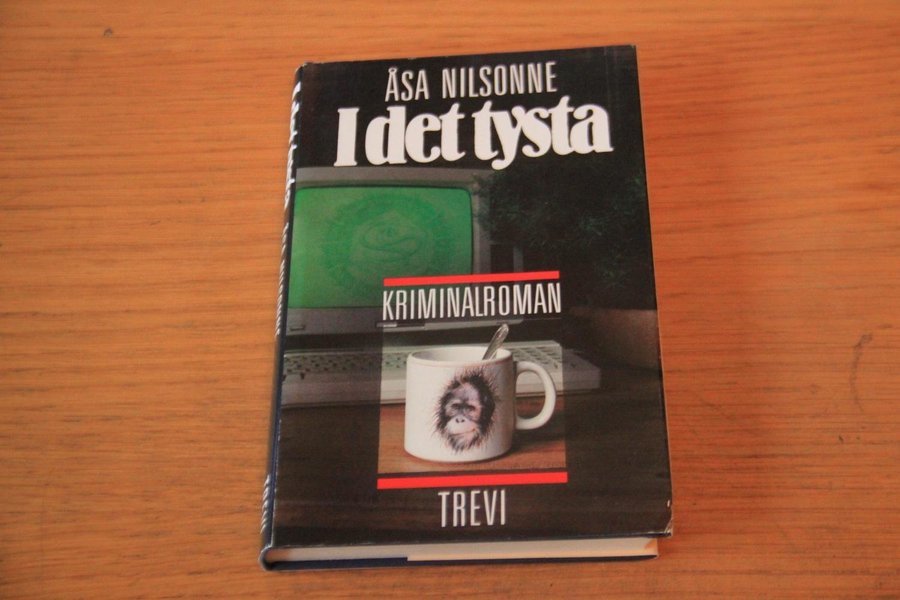 ÅSA NILSONNE
I det tysta
KRIMINALROMAN
TREVI